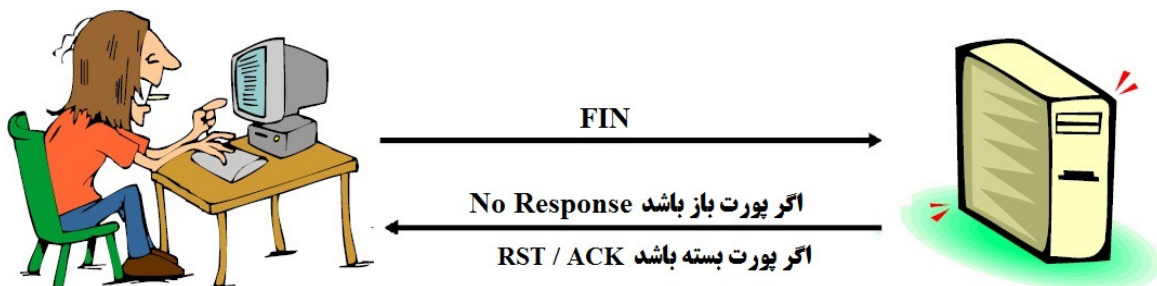 FIN
اگر پورت باز باشد No Response
اگر پورت بسته باشد RST / ACK